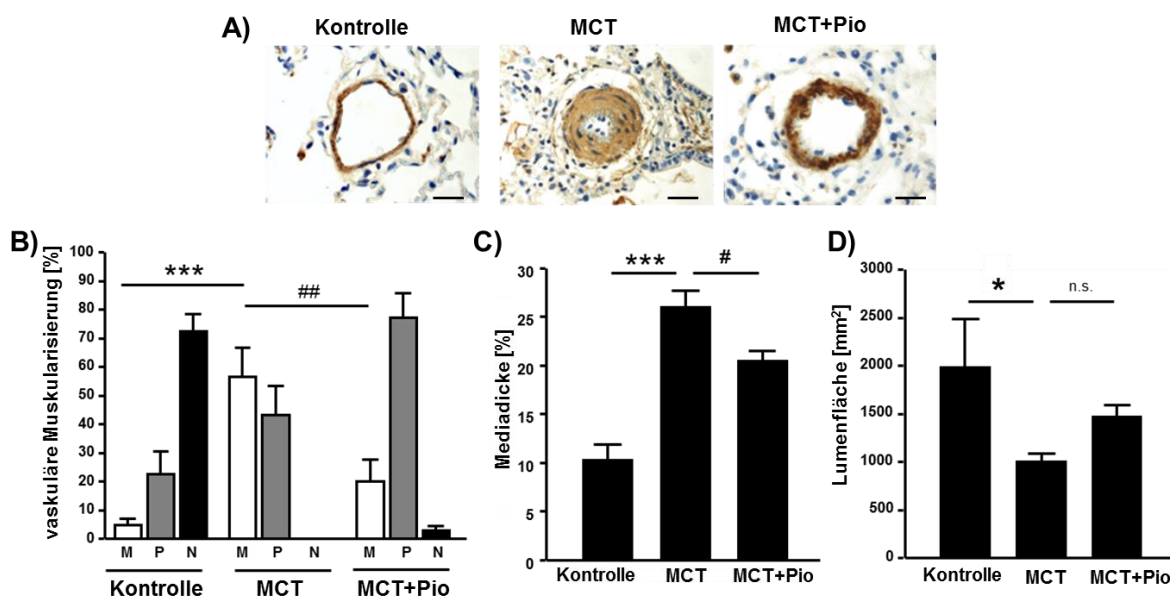 A)
Kontrolle MCT MCT+Pio
B)
vaskuläre Muskularisierung [%]
100
90
80
70
60
50
40
30
20
10
0
***
##
M P N M P N M P N
Kontrolle MCT MCT+Pio
C)
Mediadicke [%]
30
25
20
15
10
5
0
*** #
Kontrolle MCT MCT+Pio
D)
Lumenfläche [mm²]
3000
2500
2000
1500
1000
500
0
* n.s.
Kontrolle MCT MCT+Pio